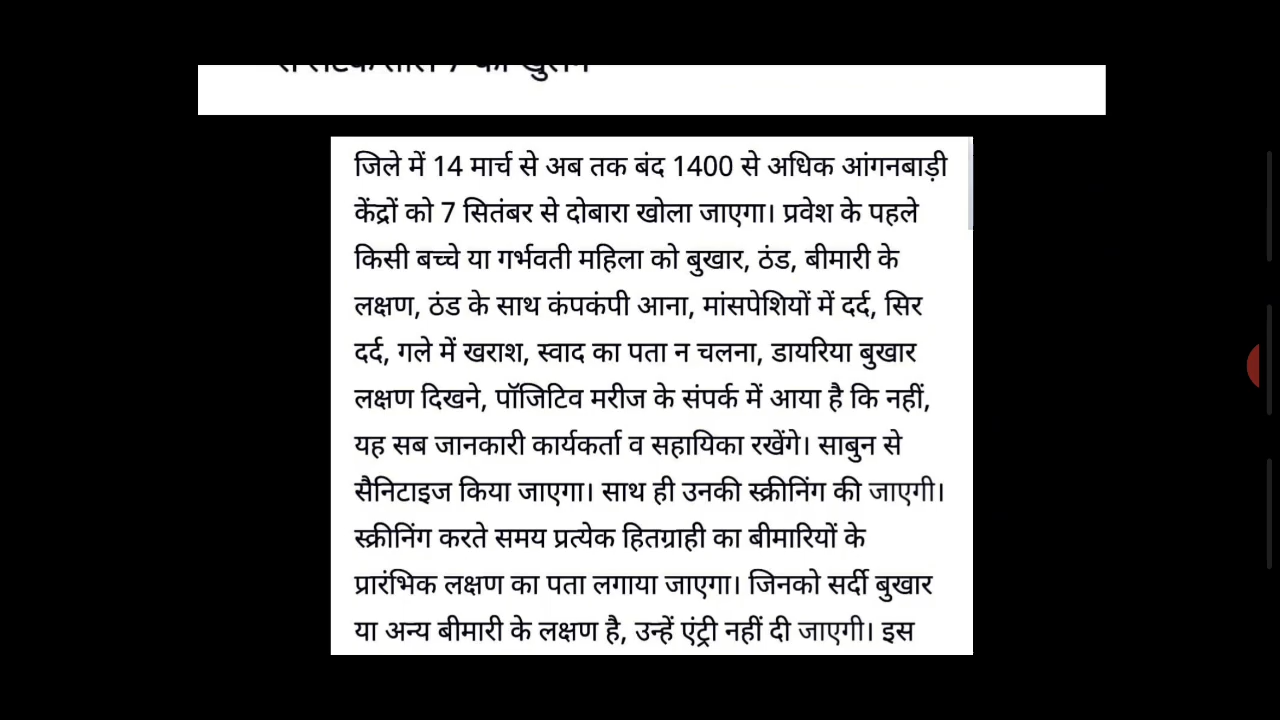 7
जिले में 14 मार्च से अब तक बंद 1400 से अधिक आंगनबाड़ी
केंद्रों को 7 सितंबर से दोबारा खोला जाएगा। प्रवेश के पहले
किसी बच्चे या गर्भवती महिला को बुखार, ठंड, बीमारी के
लक्षण, ठंड के साथ कंपकंपी आना, मांसपेशियों में दर्द, सिर
दर्द, गले में खराश, स्वाद का पता न चलना, डायरिया बुखार
लक्षण दिखने, पॉजिटिव मरीज के संपर्क में आया है कि नहीं,
यह सब जानकारी कार्यकर्ता व सहायिका रखेंगे। साबुन से
सैनिटाइज किया जाएगा। साथ ही उनकी स्क्रीनिंग की जाएगी।
स्क्रीनिंग करते समय प्रत्येक हितग्राही का बीमारियों के
प्रारंभिक लक्षण का पता लगाया जाएगा। जिनको सर्दी बुखार
या अन्य बीमारी के लक्षण है, उन्हें एंट्री नहीं दी जाएगी। इस